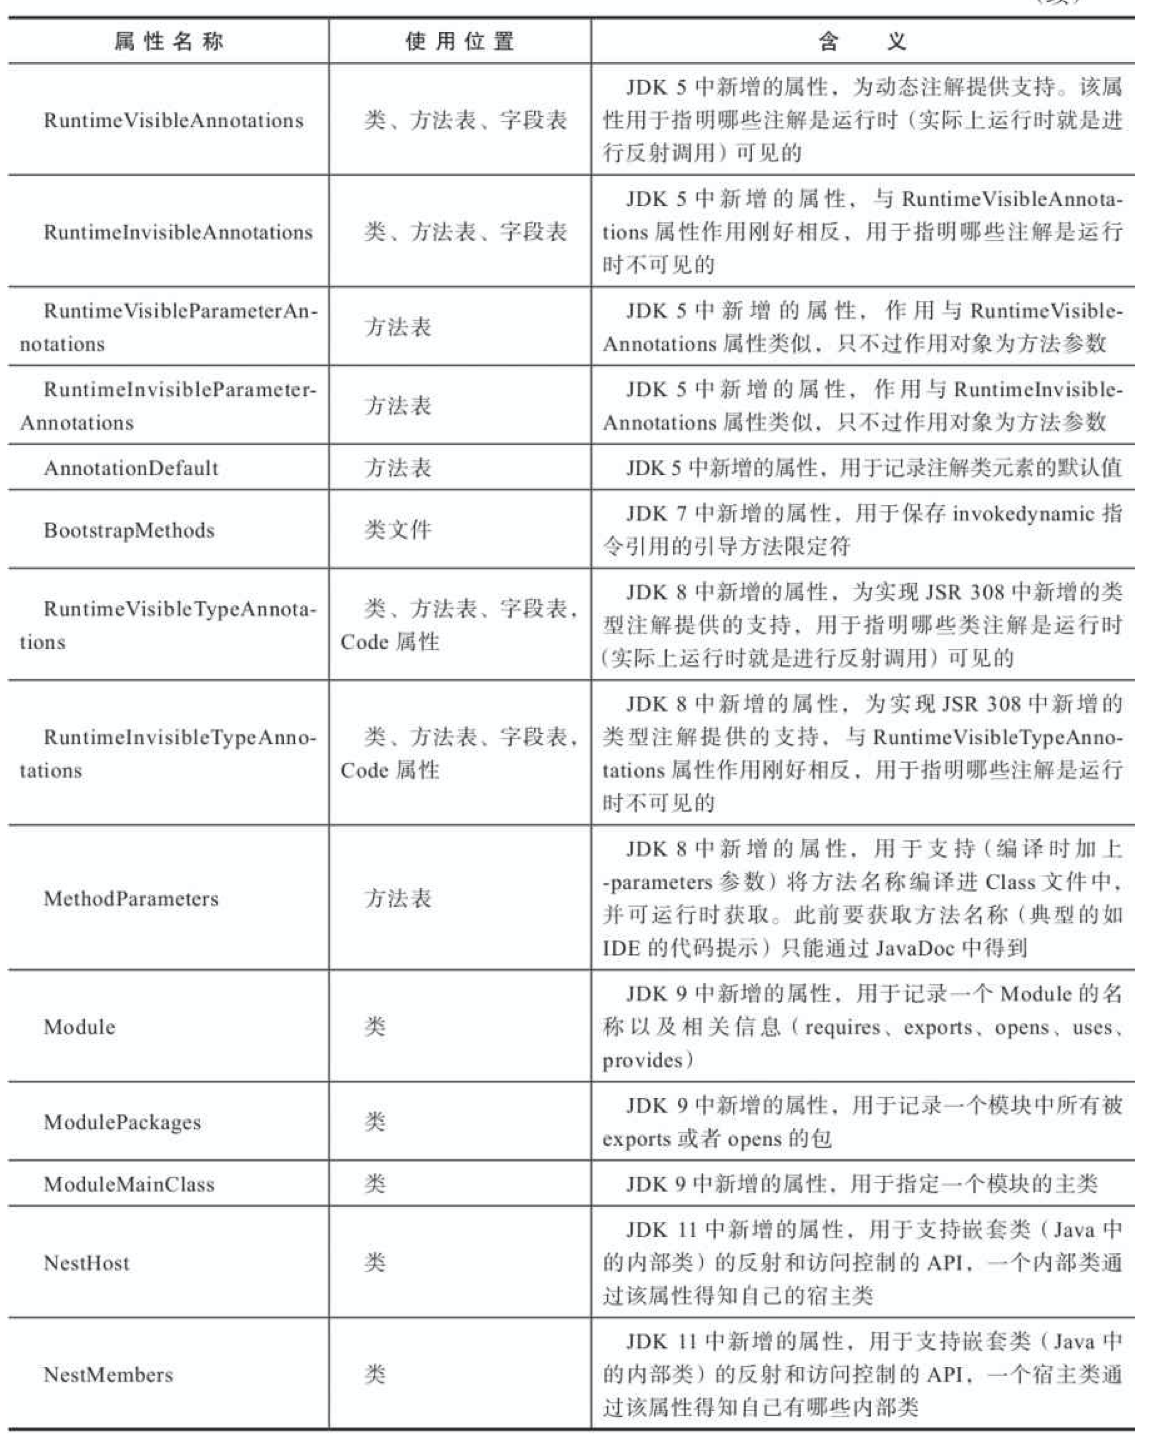 属性名称 使用位置 含 义
RuntimeVisibleAnnotations 类、方法表、字段表
JDK 5 中新增的属性，为动态注解提供支持。该属
性用于指明哪些注解是运行时（实际上运行时就是进
行反射调用）可见的
RuntimeInvisibleAnnotations 类、方法表、字段表
JDK 5 中新增的属性，与 RuntimeVisibleAnnota-
tions 属性作用刚好相反，用于指明哪些注解是运行
时不可见的
RuntimeVisibleParameterAn-
notations
方法表
JDK 5 中新增的属性，作用与 RuntimeVisible-
Annotations 属性类似，只不过作用对象为方法参数
RuntimeInvisibleParameter-
Annotations
方法表
JDK 5 中新增的属性，作用与 RuntimeInvisible-
Annotations 属性类似，只不过作用对象为方法参数
AnnotationDefault 方法表 JDK 5 中新增的属性，用于记录注解类元素的默认值
BootstrapMethods 类文件
JDK 7 中新增的属性，用于保存 invokedynamic 指
令引用的引导方法限定符
RuntimeVisibleTypeAnnota-
tions
类、方法表、字段表，
Code 属性
JDK 8 中新增的属性，为实现 JSR 308 中新增的类
型注解提供的支持，用于指明哪些类注解是运行时
（实际上运行时就是进行反射调用）可见的
RuntimeInvisibleTypeAnno-
tations
类、方法表、字段表，
Code 属性
JDK 8 中新增的属性，为实现 JSR 308 中新增的
类型注解提供的支持，与 RuntimeVisibleTypeAnno-
tations 属性作用刚好相反，用于指明哪些注解是运行
时不可见的
MethodParameters 方法表
JDK 8 中新增的属性，用于支持（编译时加上
-parameters 参数）将方法名称编译进 Class 文件中，
并可运行时获取。此前要获取方法名称（典型的如
IDE 的代码提示）只能通过 JavaDoc 中得到
Module 类
JDK 9 中新增的属性，用于记录一个 Module 的名
称以及相关信息（requires、exports、opens、uses、
provides）
ModulePackages 类
JDK 9 中新增的属性，用于记录一个模块中所有被
exports 或者 opens 的包
ModuleMainClass 类 JDK 9 中新增的属性，用于指定一个模块的主类
NestHost 类
JDK 11 中新增的属性，用于支持嵌套类（Java 中
的内部类）的反射和访问控制的 API，一个内部类通
过该属性得知自己的宿主类
NestMembers 类
JDK 11 中新增的属性，用于支持嵌套类（Java 中
的内部类）的反射和访问控制的 API，一个宿主类通
过该属性得知自己有哪些内部类